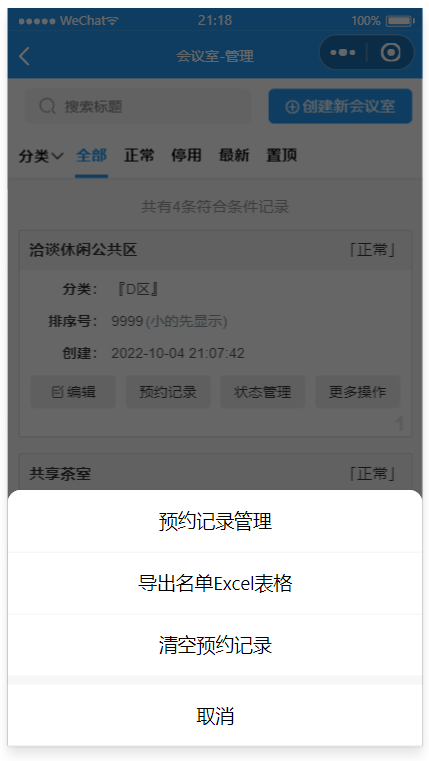 WeChat 21:18 100%
会议室-管理
搜索标题 创建新会议室
分类 全部 正常 停用 最新 置顶
共有4条符合条件记录
洽谈休闲公共区 「正常」
分类： 『D区』
排序号： 9999 (小的先显示)
创建： 2022-10-04 21:07:42
编辑 预约记录 状态管理 更多操作
1
共享茶室 「正常」
预约记录管理
导出名单Excel表格
清空预约记录
取消